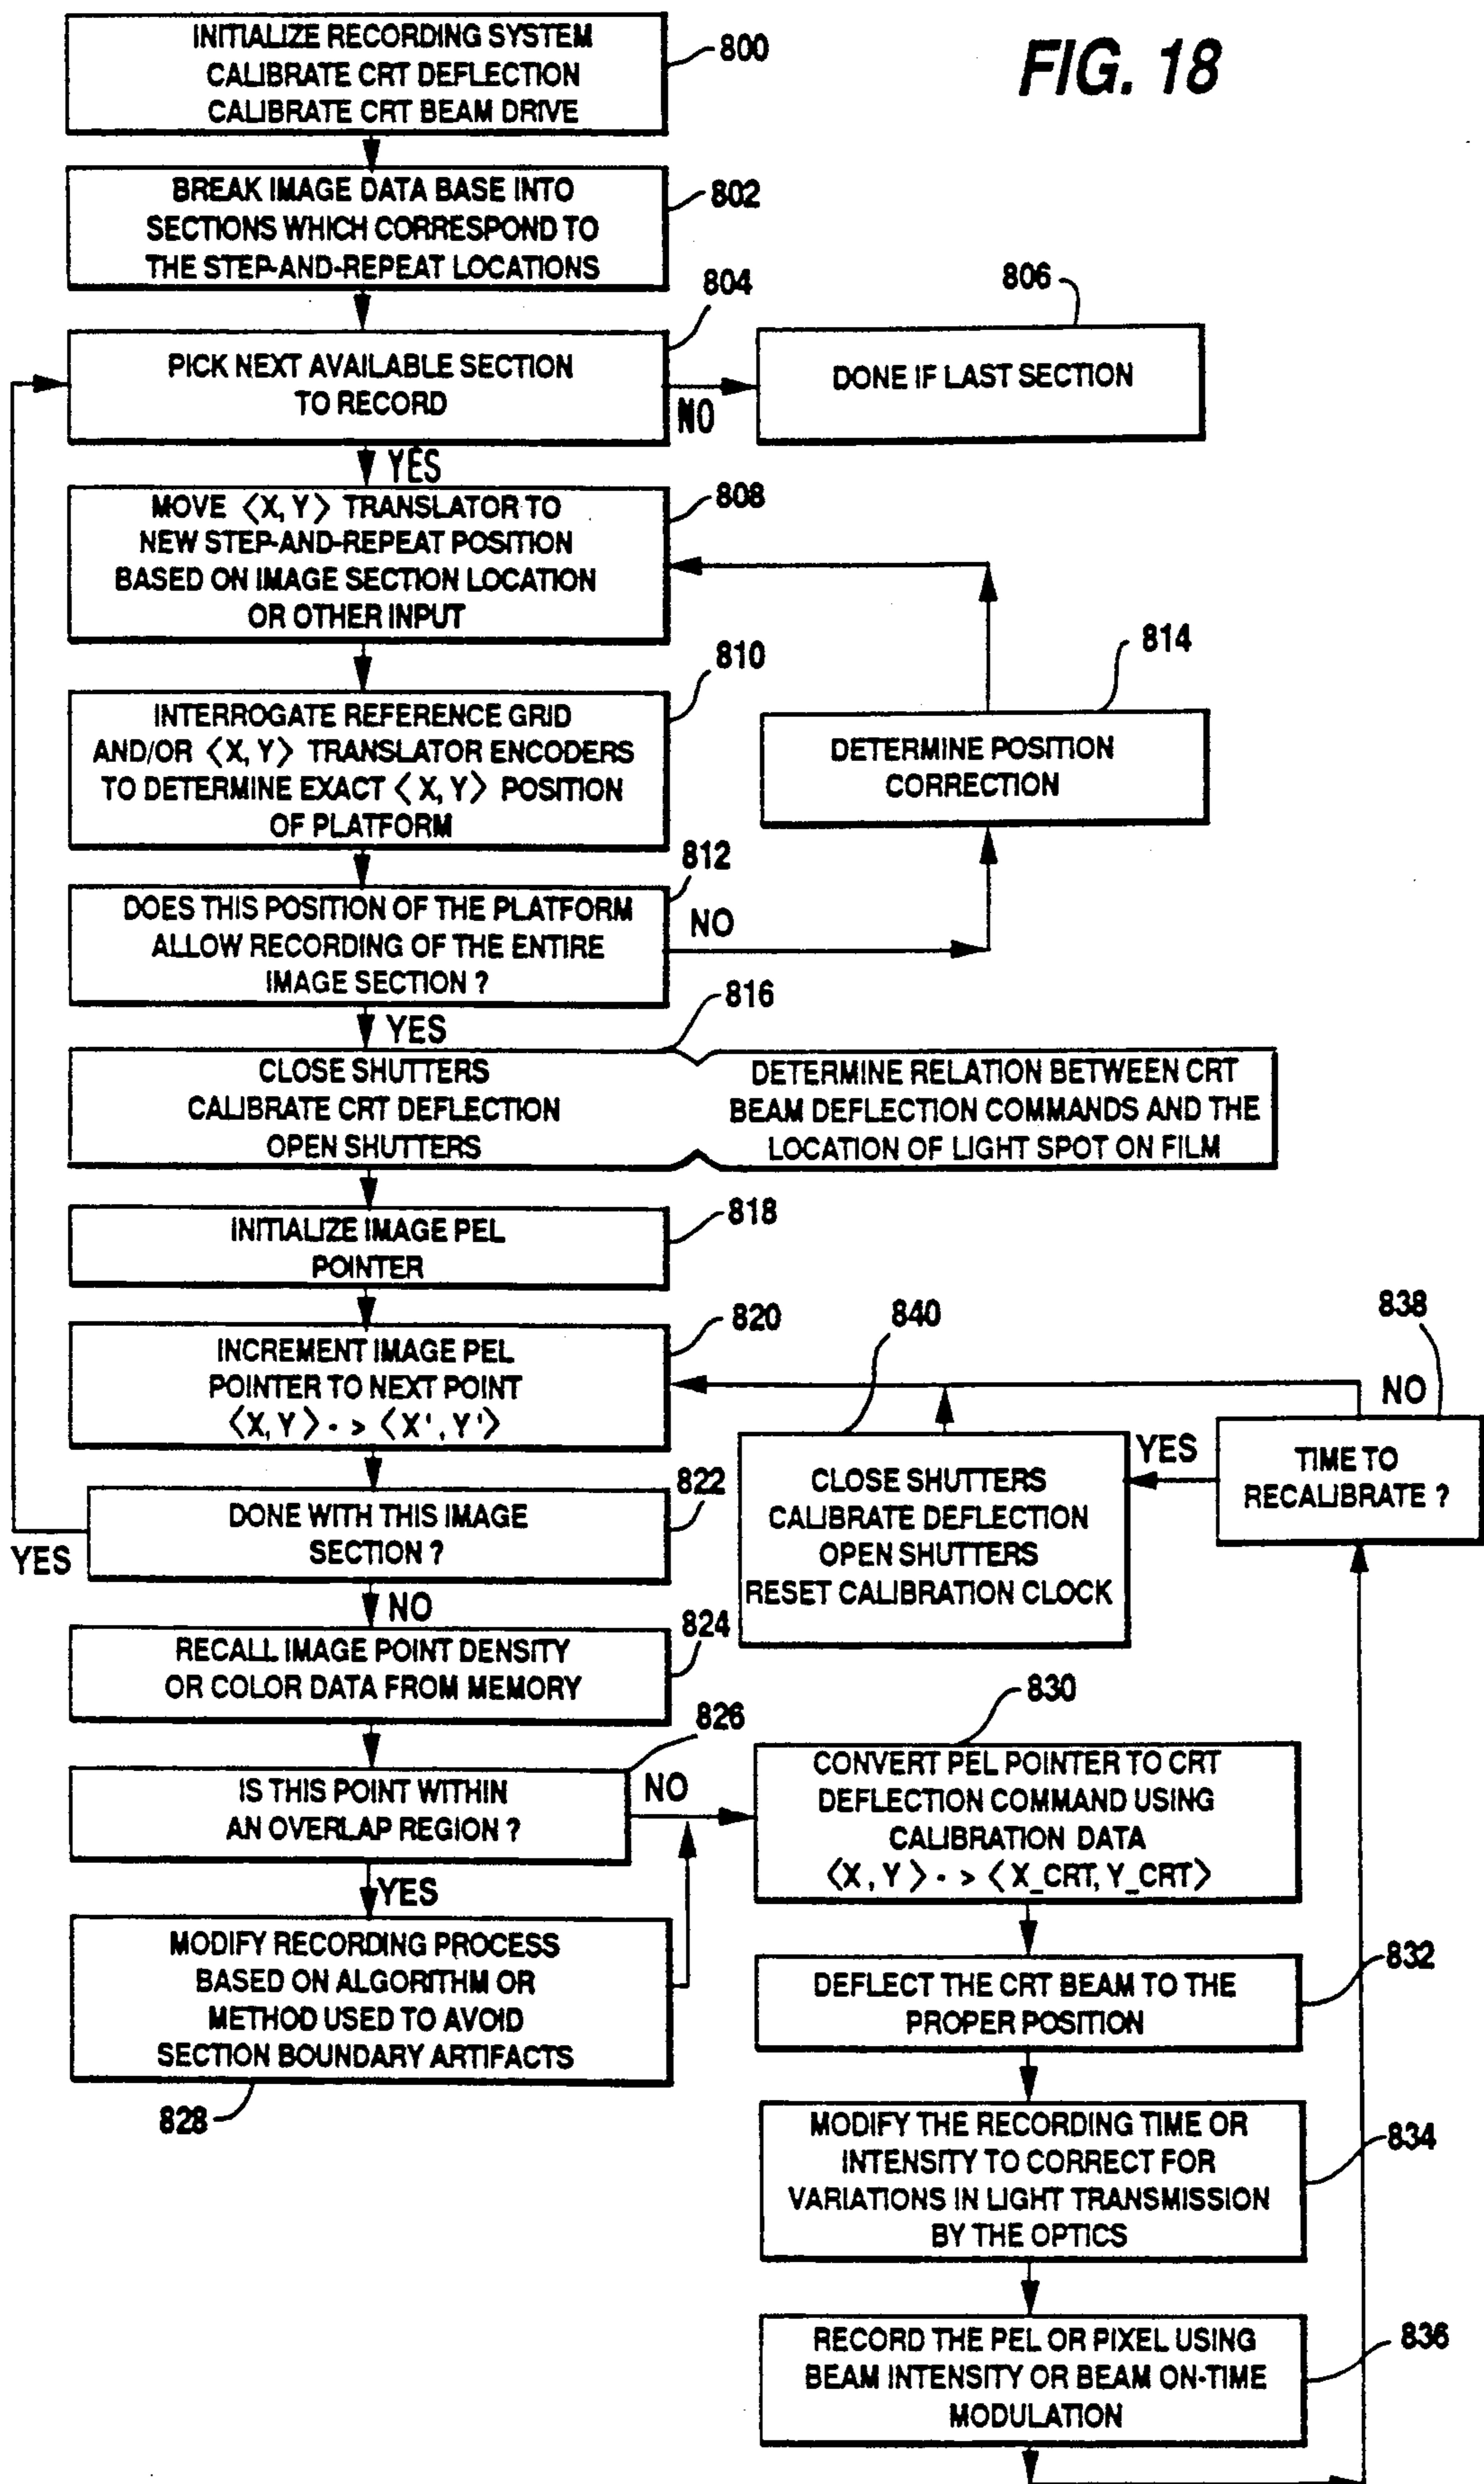 FIG. 18
INITIALIZE RECORDING SYSTEM
CALIBRATE CRT DEFLECTION
CALIBRATE CRT BEAM DRIVE
800
BREAK IMAGE DATA BASE INTO
SECTIONS WHICH CORRESPOND TO
THE STEP-AND-REPEAT LOCATIONS
802
804
PICK NEXT AVAILABLE SECTION
TO RECORD
NO
806
DONE IF LAST SECTION
YES
MOVE 〈X, Y〉 TRANSLATOR TO
NEW STEP-AND-REPEAT POSITION
BASED ON IMAGE SECTION LOCATION
OR OTHER INPUT
808
810
INTERROGATE REFERENCE GRID
AND/OR 〈X, Y〉 TRANSLATOR ENCODERS
TO DETERMINE EXACT 〈X, Y〉 POSITION
OF PLATFORM
814
DETERMINE POSITION
CORRECTION
812
DOES THIS POSITION OF THE PLATFORM
ALLOW RECORDING OF THE ENTIRE
IMAGE SECTION ?
NO
YES
816
CLOSE SHUTTERS
CALIBRATE CRT DEFLECTION
OPEN SHUTTERS
DETERMINE RELATION BETWEEN CRT
BEAM DEFLECTION COMMANDS AND THE
LOCATION OF LIGHT SPOT ON FILM
INITIALIZE IMAGE PEL
POINTER
818
820
INCREMENT IMAGE PEL
POINTER TO NEXT POINT
〈X, Y〉 - > 〈X', Y'〉
822
DONE WITH THIS IMAGE
SECTION ?
YES
NO
840
838
NO
TIME TO
RECALIBRATE ?
YES
CLOSE SHUTTERS
CALIBRATE DEFLECTION
OPEN SHUTTERS
RESET CALIBRATION CLOCK
824
RECALL IMAGE POINT DENSITY
OR COLOR DATA FROM MEMORY
826
IS THIS POINT WITHIN
AN OVERLAP REGION ?
NO
YES
MODIFY RECORDING PROCESS
BASED ON ALGORITHM OR
METHOD USED TO AVOID
SECTION BOUNDARY ARTIFACTS
828
830
CONVERT PEL POINTER TO CRT
DEFLECTION COMMAND USING
CALIBRATION DATA
〈X, Y〉 - > 〈X_CRT, Y_CRT〉
DEFLECT THE CRT BEAM TO THE
PROPER POSITION
832
MODIFY THE RECORDING TIME OR
INTENSITY TO CORRECT FOR
VARIATIONS IN LIGHT TRANSMISSION
BY THE OPTICS
834
RECORD THE PEL OR PIXEL USING
BEAM INTENSITY OR BEAM ON-TIME
MODULATION
836